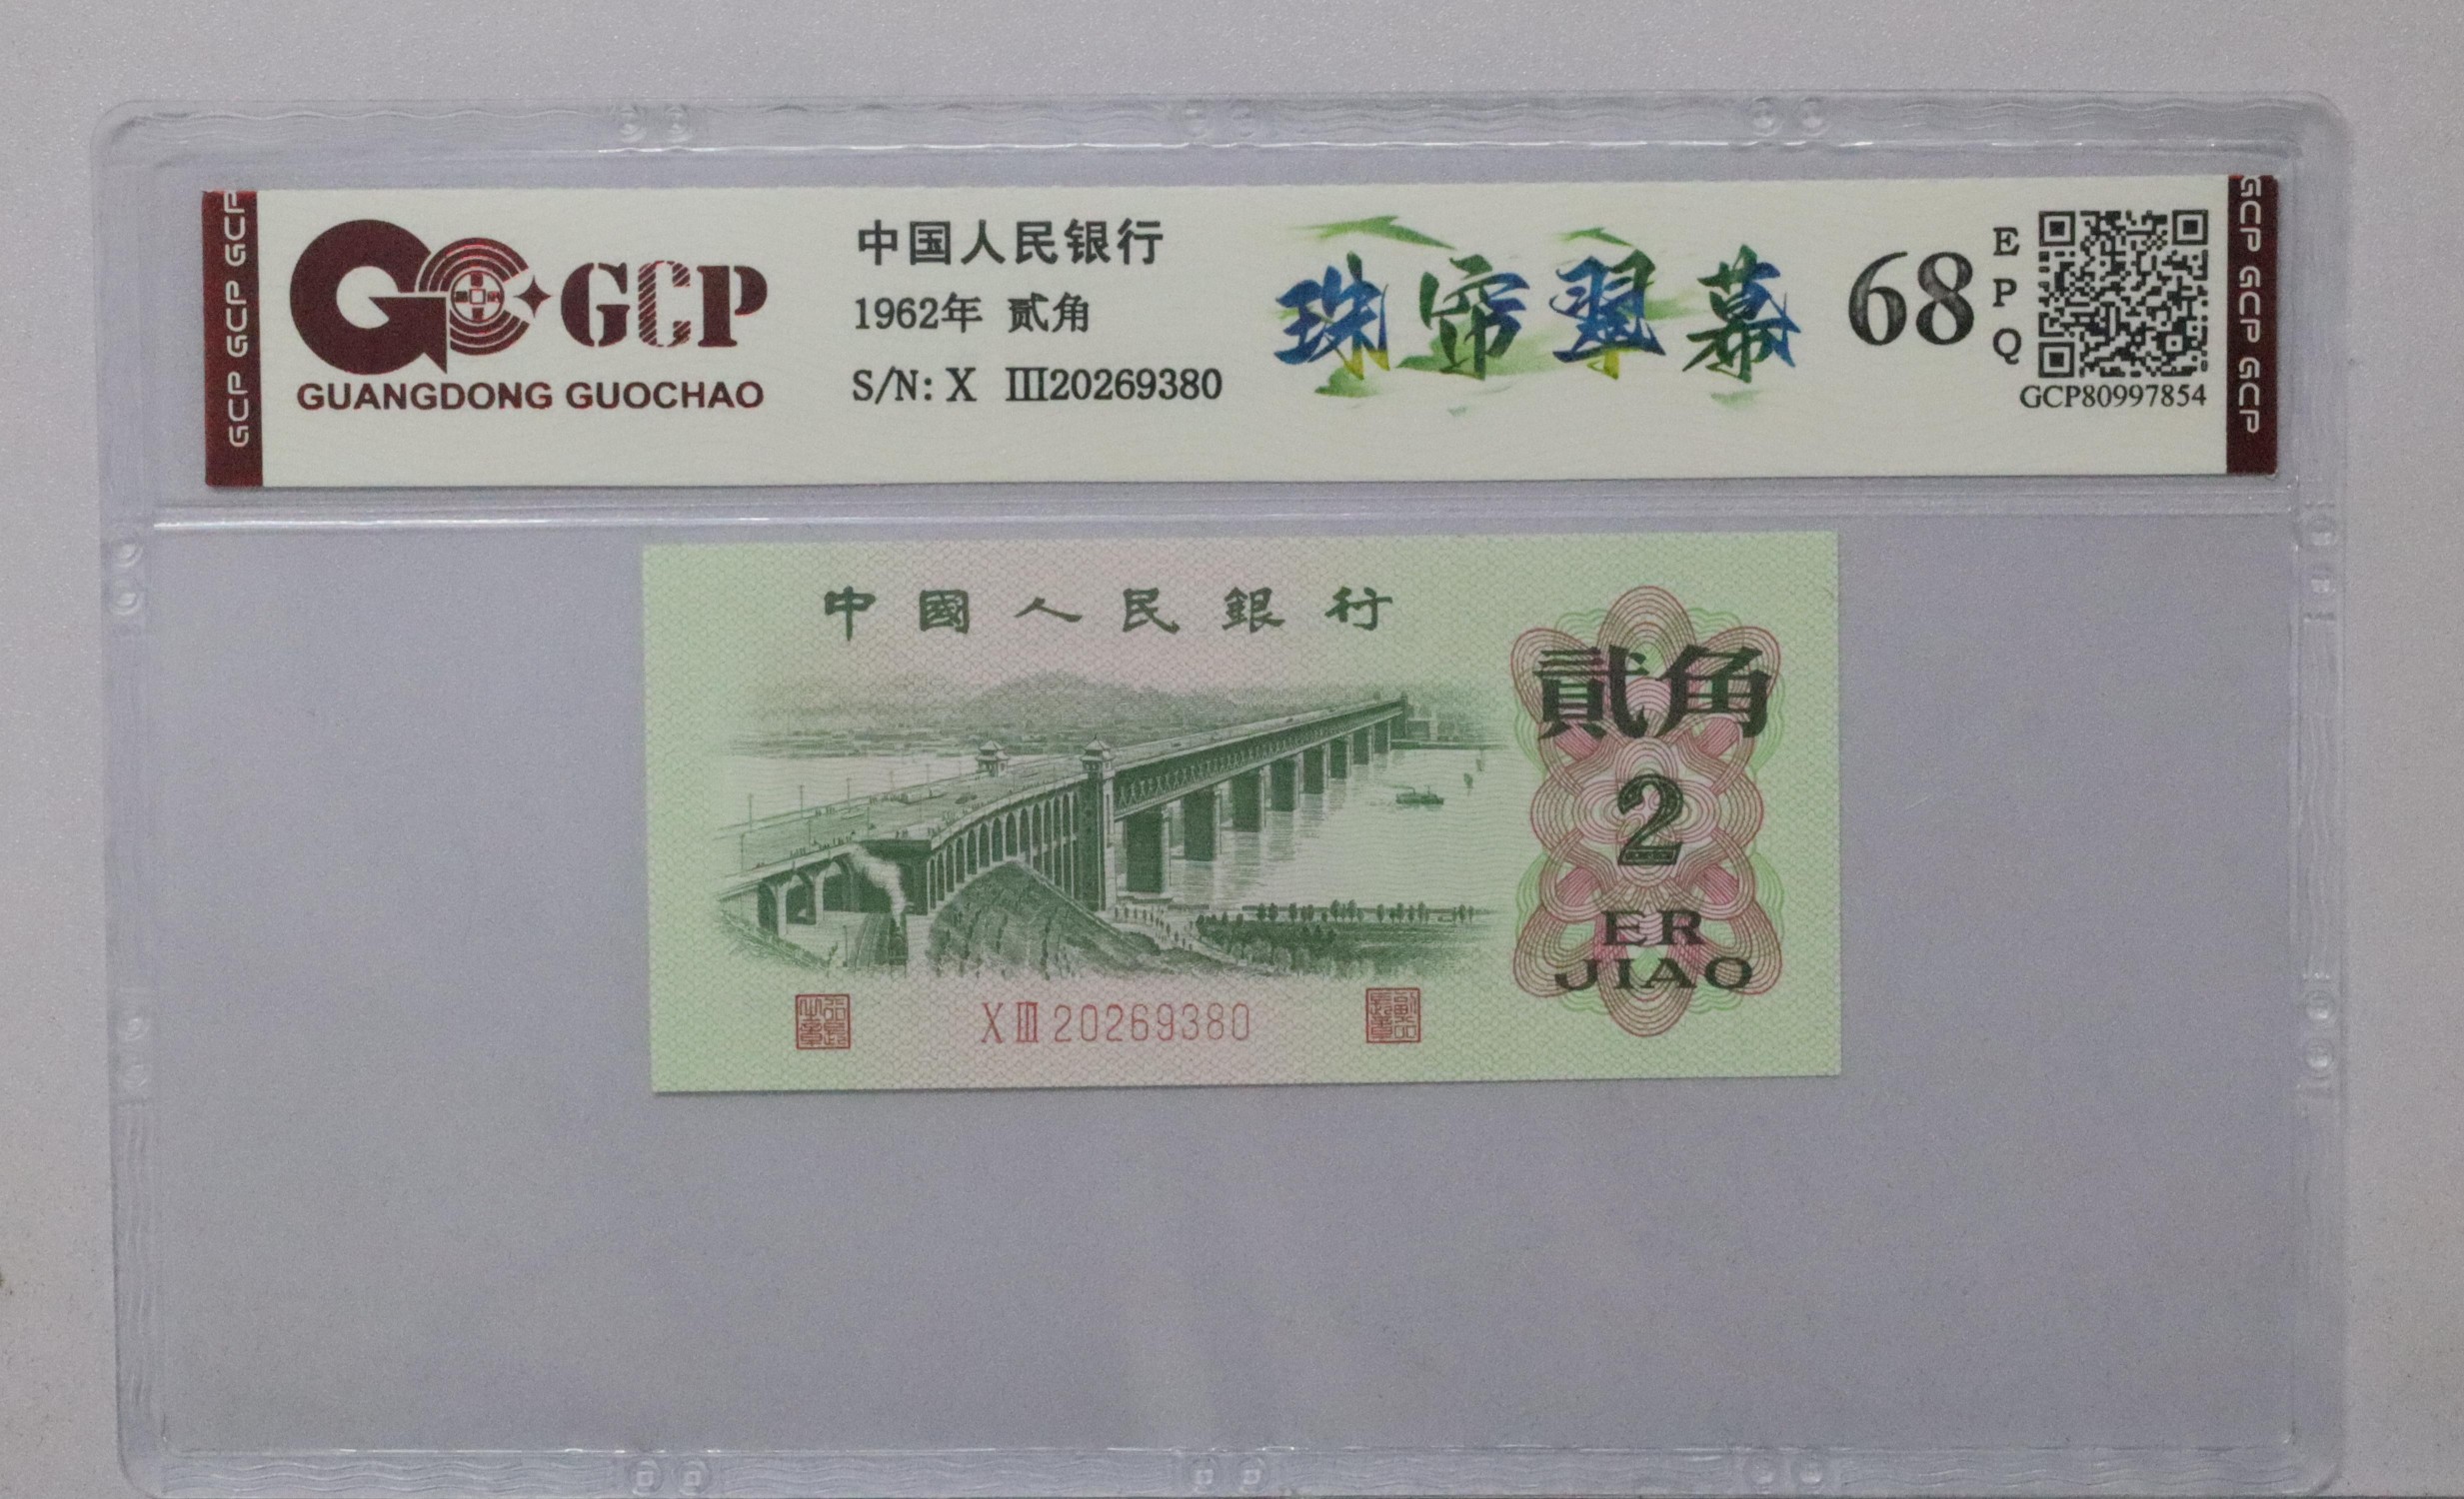 GCP GCP GCP
GCP
GUANGDONG GUOCHAO
中国人民银行
1962年 贰角
S/N: X Ⅲ20269380
珠帘翠幕
68
EPQ
GCP80997854
GCP GCP GCP
中國人民銀行
貳角
2
ER
JIAO
XⅢ20269380